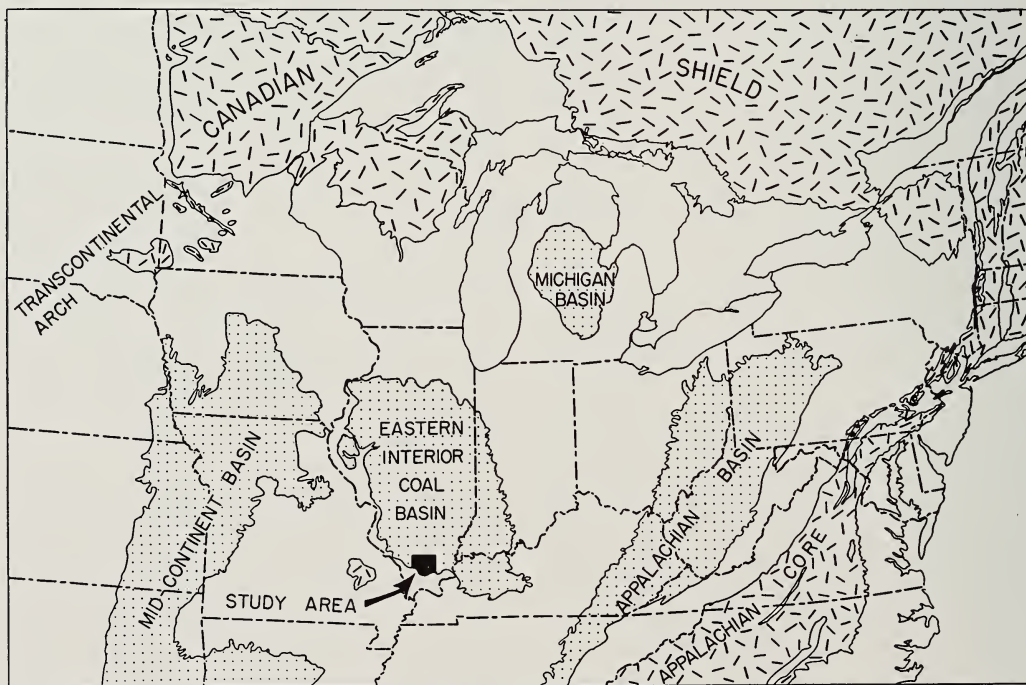 CANADIAN
SHIELD
TRANSCONTINENTAL
ARCH
MICHIGAN
BASIN
EASTERN
INTERIOR
COAL
BASIN
MID-CONTINENT BASIN
APPALACHIAN BASIN
STUDY AREA
APPALACHIAN CORE